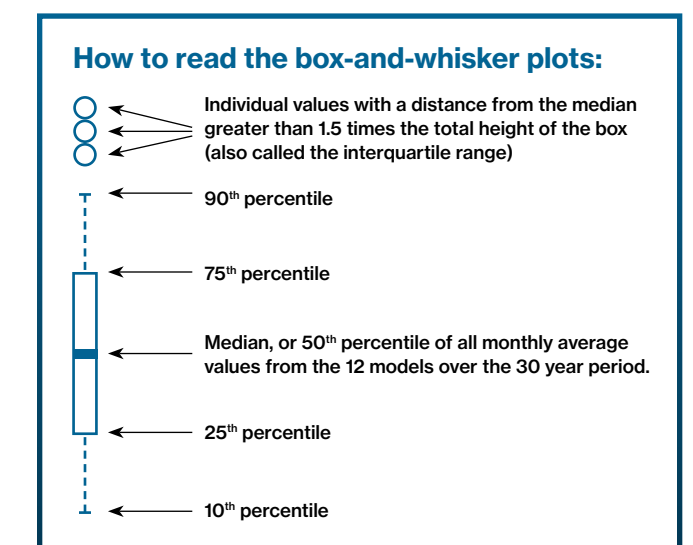 How to read the box-and-whisker plots:
Individual values with a distance from the median
greater than 1.5 times the total height of the box
(also called the interquartile range)
90th percentile
75th percentile
Median, or 50th percentile of all monthly average
values from the 12 models over the 30 year period.
25th percentile
10th percentile